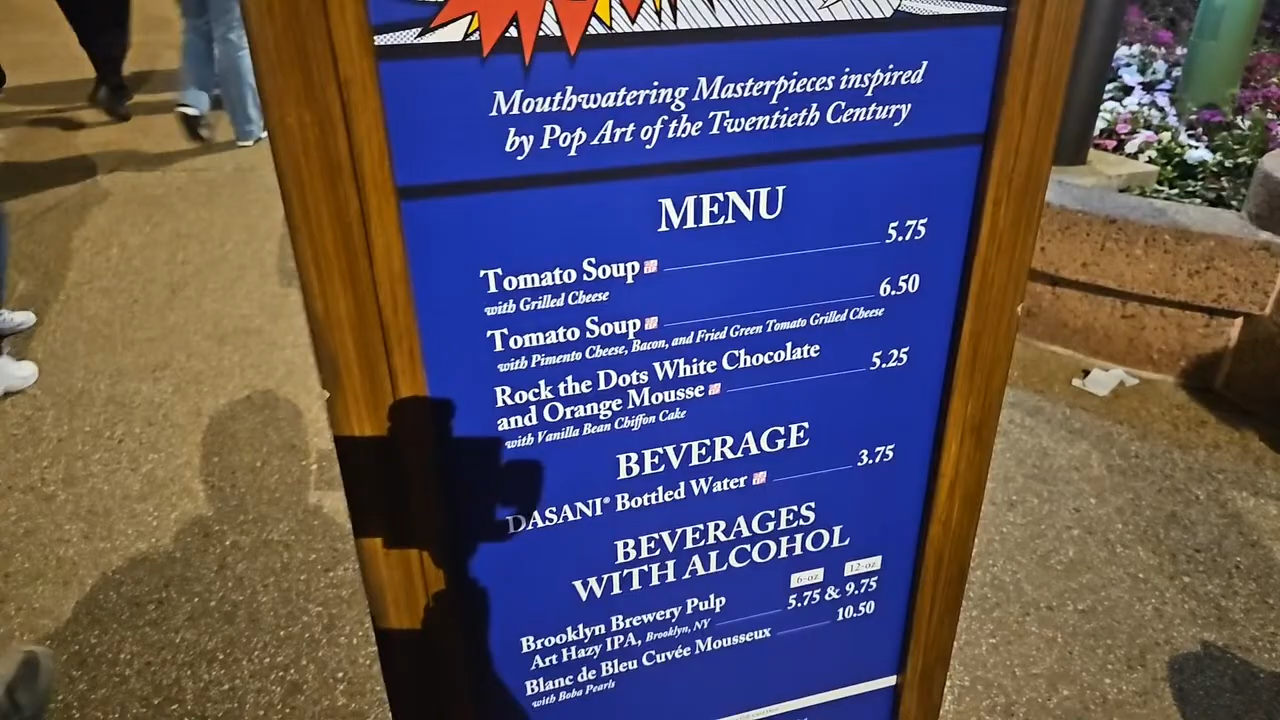 Mouthwatering Masterpieces inspired
by Pop Art of the Twentieth Century
MENU
Tomato Soup 5.75
with Grilled Cheese
Tomato Soup 6.50
with Pimento Cheese, Bacon, and Fried Green Tomato Grilled Cheese
Rock the Dots White Chocolate
and Orange Mousse 5.25
with Vanilla Bean Chiffon Cake
BEVERAGE
DASANI® Bottled Water 3.75
BEVERAGES
WITH ALCOHOL
6-oz 12-oz
Brooklyn Brewery Pulp
Art Hazy IPA, Brooklyn, NY 5.75 & 9.75
Blanc de Bleu Cuvée Mousseux 10.50
with Boba Pearls